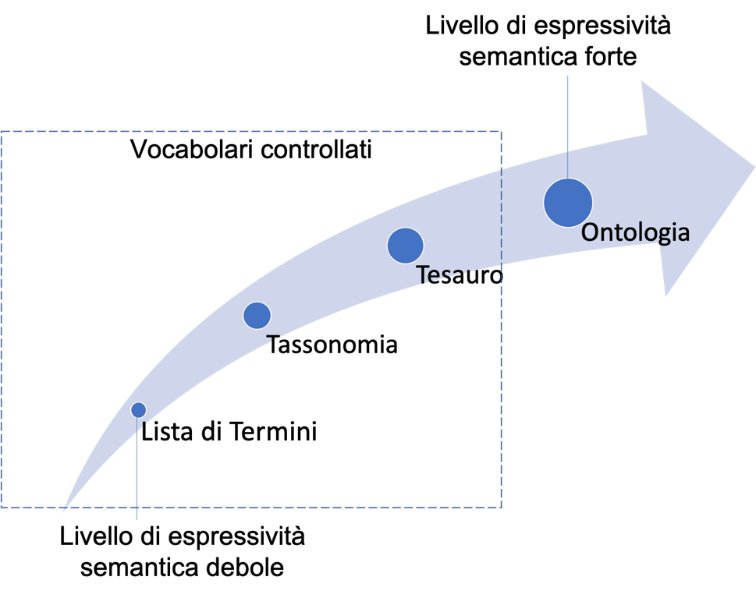 Livello di espressività
semantica forte
Vocabolari controllati
Ontologia
Tesauro
Tassonomia
Lista di Termini
Livello di espressività
semantica debole